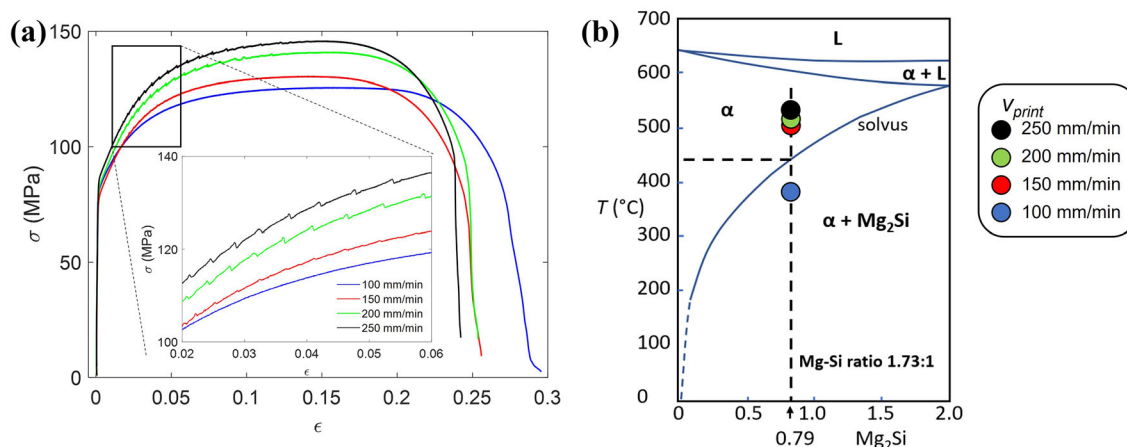 (a)
150
100
50
0
σ (MPa)
0
0.05
0.1
0.15
0.2
0.25
0.3
ϵ
140
120
100
σ (MPa)
0.02
0.03
0.04
0.05
0.06
ϵ
100 mm/min
150 mm/min
200 mm/min
250 mm/min
(b)
700
600
500
400
300
200
100
0
T (°C)
L
α + L
α
solvus
α + Mg₂Si
Mg-Si ratio 1.73:1
0
0.5
1.0
1.5
2.0
0.79
Mg₂Si
V_print
250 mm/min
200 mm/min
150 mm/min
100 mm/min